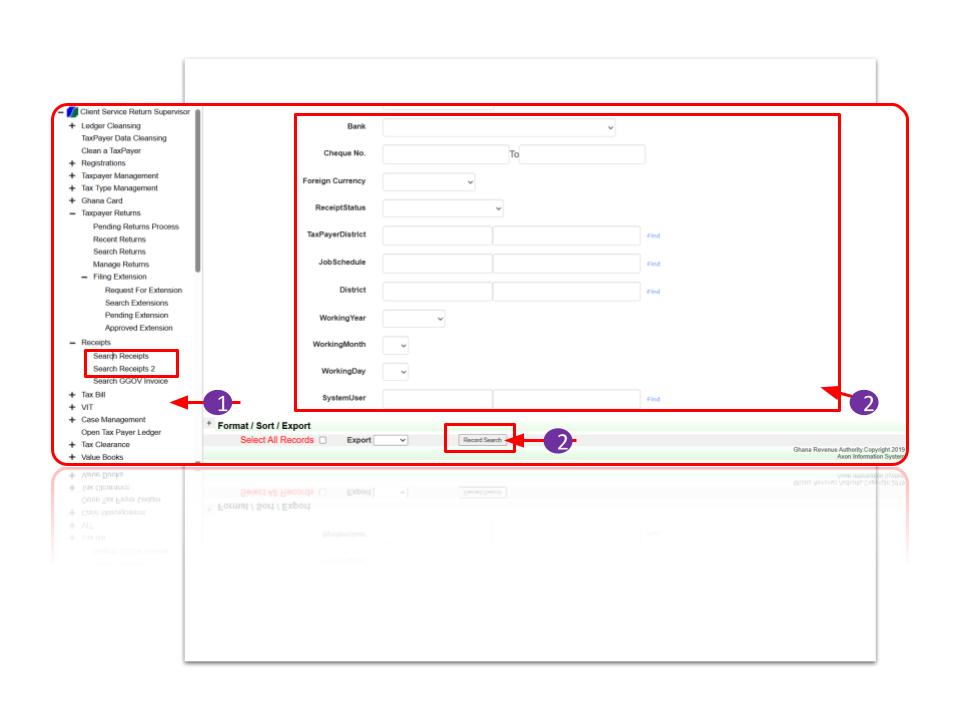 Client Service Return Supervisor
Ledger Cleansing
TaxPayer Data Cleansing
Clean a TaxPayer
Registrations
Taxpayer Management
Tax Type Management
Ghana Card
Taxpayer Returns
Pending Returns Process
Recent Returns
Search Returns
Manage Returns
Filing Extension
Request For Extension
Search Extensions
Pending Extension
Approved Extension
Receipts
Search Receipts
Search Receipts 2
Search GGOV Invoice
Tax Bill
VIT
Case Management
Open Tax Payer Ledger
Tax Clearance
Value Books
1
Bank
Cheque No. To
Foreign Currency
ReceiptStatus
TaxPayerDistrict Find
JobSchedule Find
District Find
WorkingYear
WorkingMonth
WorkingDay
SystemUser Find
2
+ Format / Sort / Export
Select All Records Export Record Search
2
Ghana Revenue Authority.Copyright 2019
Axon Information System